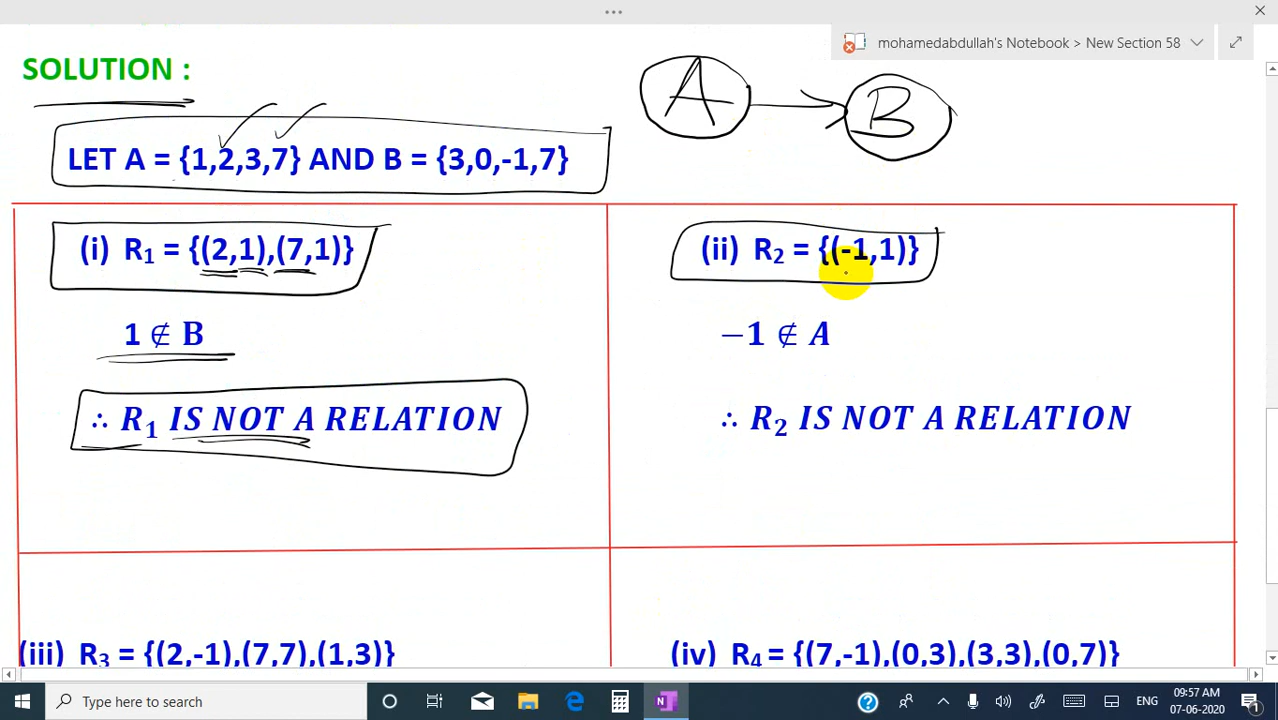 mohamedabdullah's Notebook > New Section 58
SOLUTION :
A B
LET A = {1,2,3,7} AND B = {3,0,-1,7}
(i) R₁ = {(2,1),(7,1)}
1 ∉ B
∴ R₁ IS NOT A RELATION
(ii) R₂ = {(-1,1)}
−1 ∉ A
∴ R₂ IS NOT A RELATION
(iii) R₃ = {(2,-1),(7,7),(1,3)}
(iv) R₄ = {(7,-1),(0,3),(3,3),(0,7)}
Type here to search
ENG
09:57 AM
07-06-2020